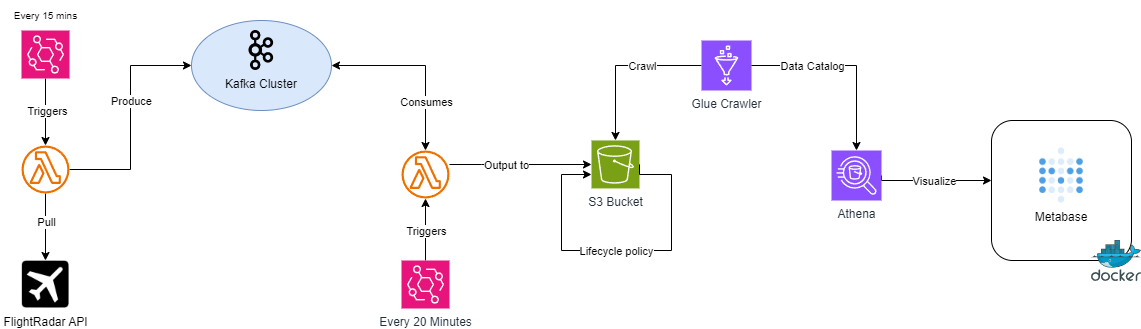 Every 15 mins
Triggers
Pull
FlightRadar API
Produce
Kafka Cluster
Consumes
Triggers
Every 20 Minutes
Output to
S3 Bucket
Lifecycle policy
Crawl
Glue Crawler
Data Catalog
Athena
Visualize
Metabase
docker